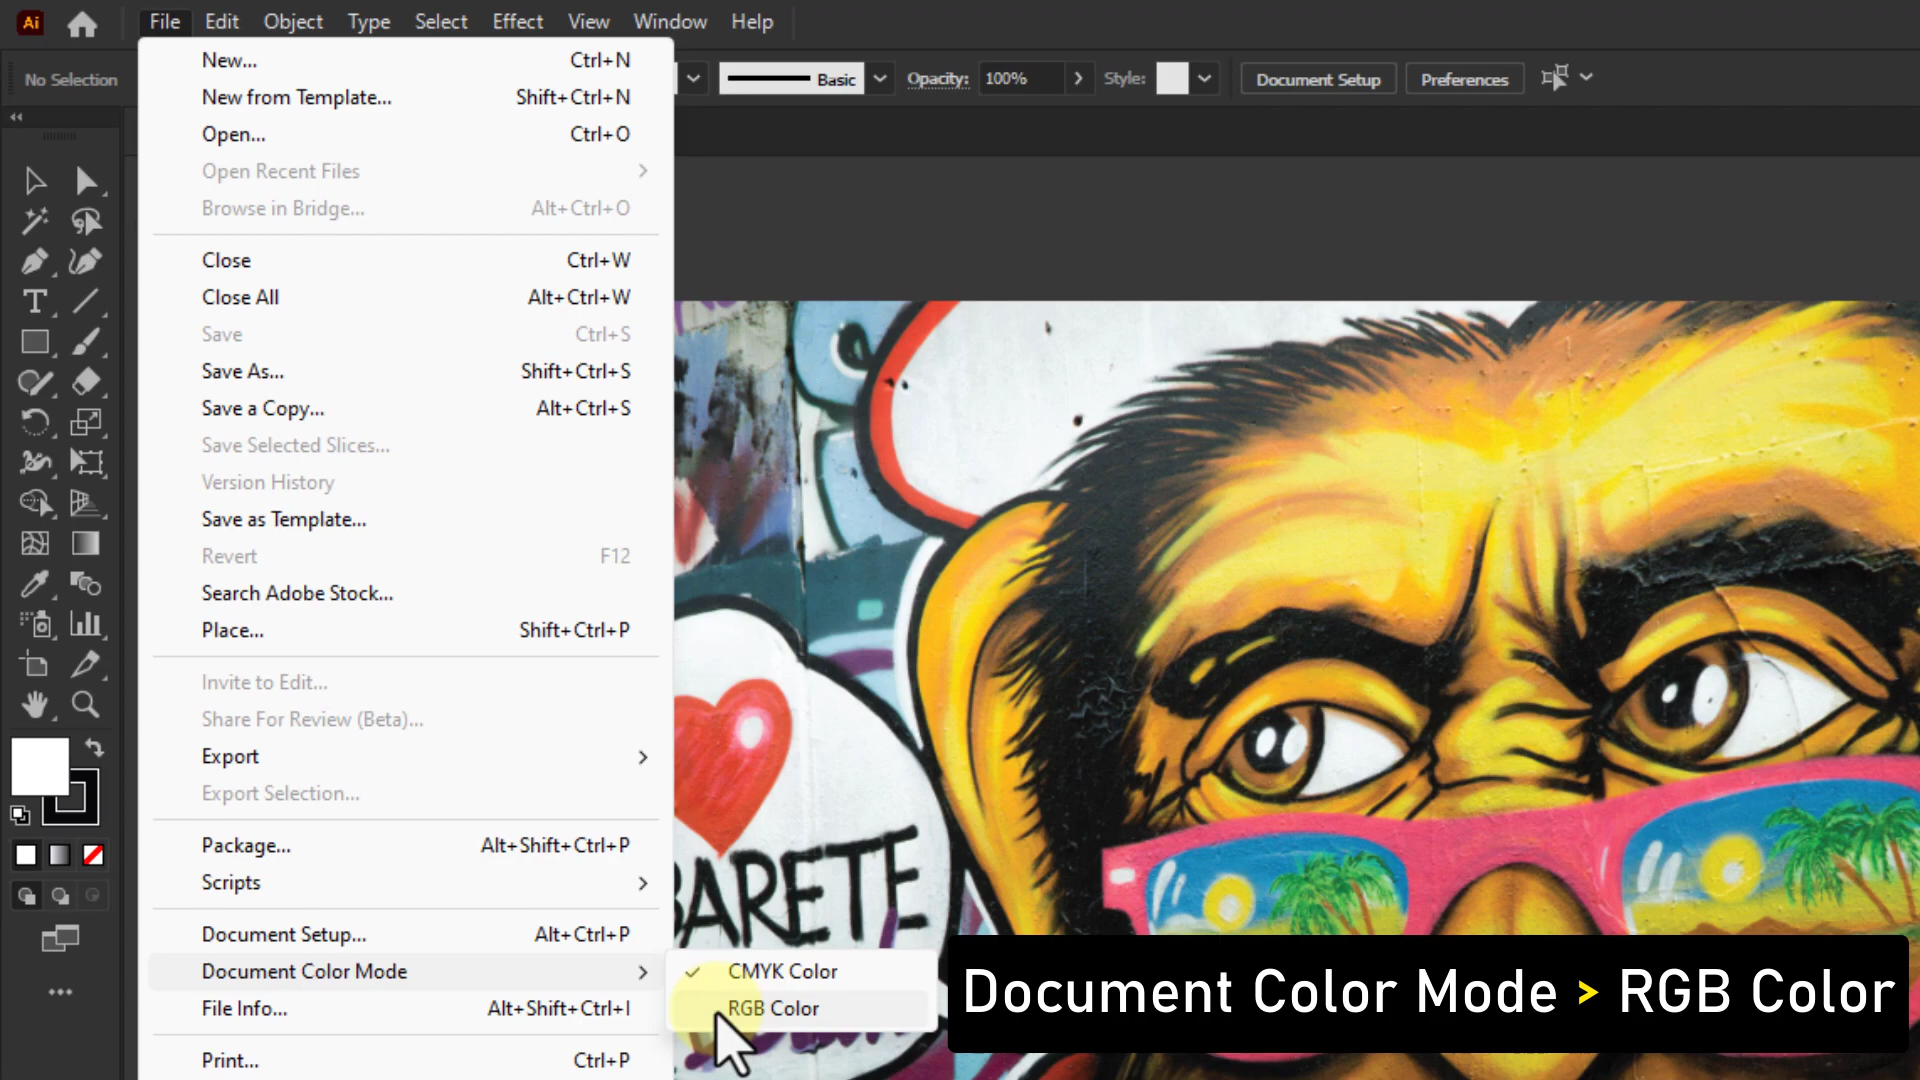 Ai File Edit Object Type Select Effect View Window Help
No Selection Basic Opacity: 100% Style: Document Setup Preferences
New... Ctrl+N
New from Template... Shift+Ctrl+N
Open... Ctrl+O
Open Recent Files
Browse in Bridge... Alt+Ctrl+O
Close Ctrl+W
Close All Alt+Ctrl+W
Save Ctrl+S
Save As... Shift+Ctrl+S
Save a Copy... Alt+Ctrl+S
Save Selected Slices...
Version History
Save as Template...
Revert F12
Search Adobe Stock...
Place... Shift+Ctrl+P
Invite to Edit...
Share For Review (Beta)...
Export
Export Selection...
Package... Alt+Shift+Ctrl+P
Scripts
Document Setup... Alt+Ctrl+P
Document Color Mode
File Info... Alt+Shift+Ctrl+I
Print... Ctrl+P
CMYK Color
RGB Color
BARETE
Document Color Mode > RGB Color